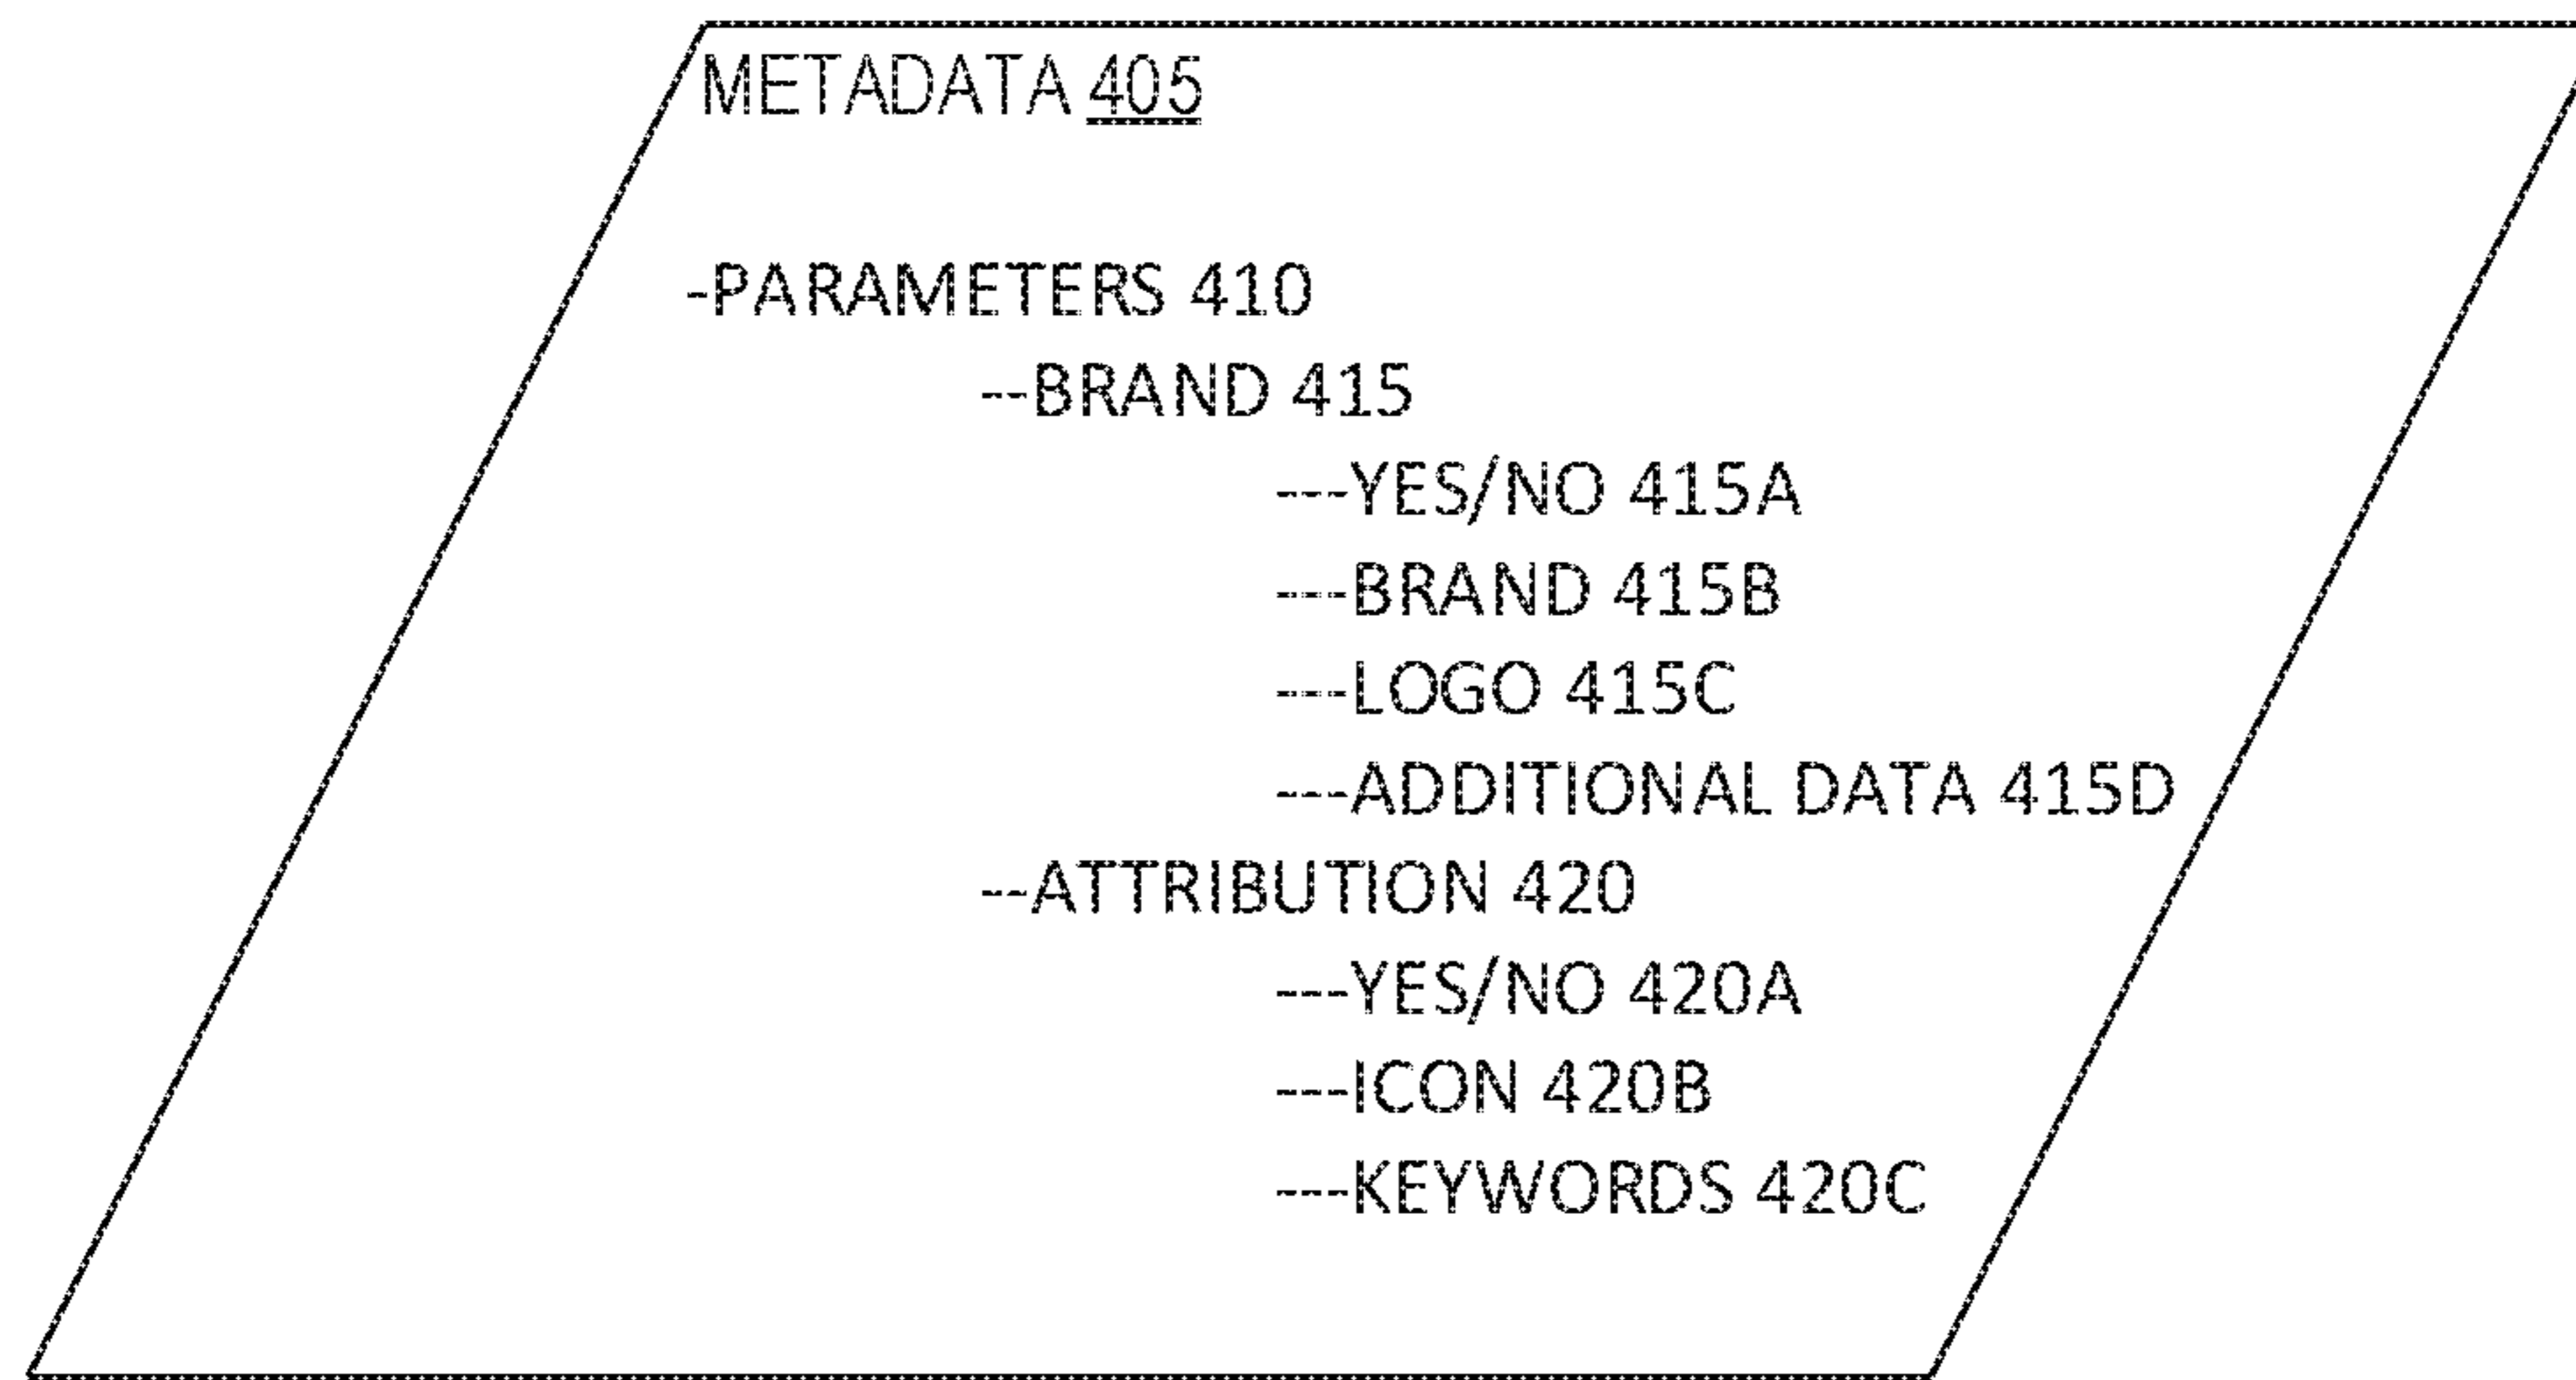 METADATA 405
-PARAMETERS 410
--BRAND 415
---YES/NO 415A
---BRAND 415B
---LOGO 415C
---ADDITIONAL DATA 415D
--ATTRIBUTION 420
---YES/NO 420A
---ICON 420B
---KEYWORDS 420C